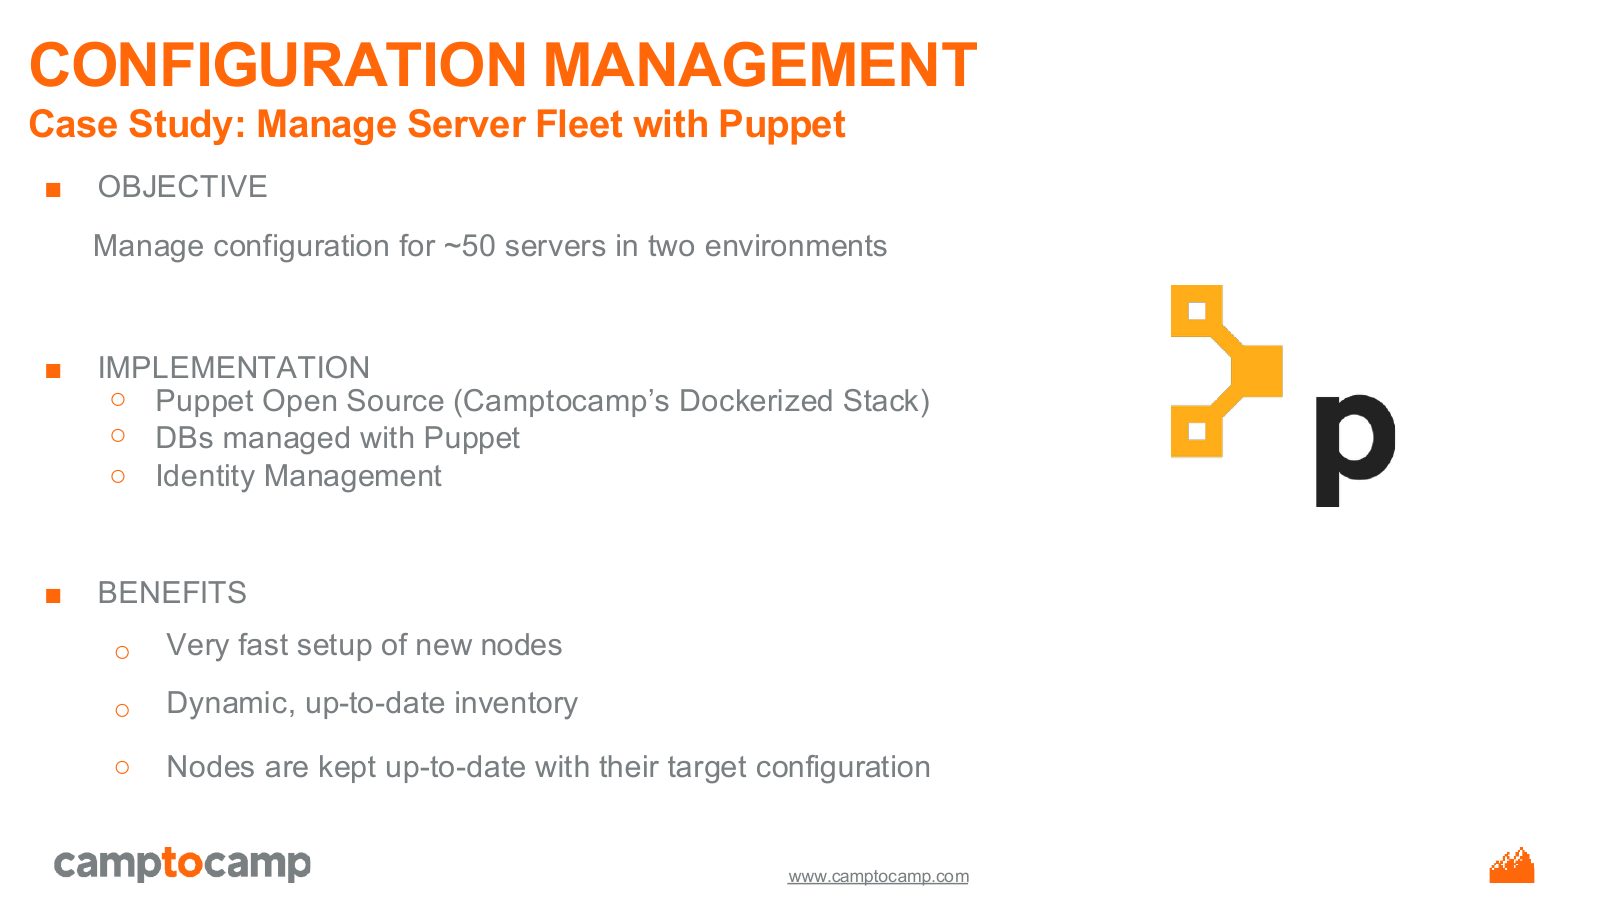 CONFIGURATION MANAGEMENT
Case Study: Manage Server Fleet with Puppet
■ OBJECTIVE
Manage configuration for ~50 servers in two environments
■ IMPLEMENTATION
○ Puppet Open Source (Camptocamp’s Dockerized Stack)
○ DBs managed with Puppet
○ Identity Management
p
■ BENEFITS
○ Very fast setup of new nodes
○ Dynamic, up-to-date inventory
○ Nodes are kept up-to-date with their target configuration
camptocamp
www.camptocamp.com